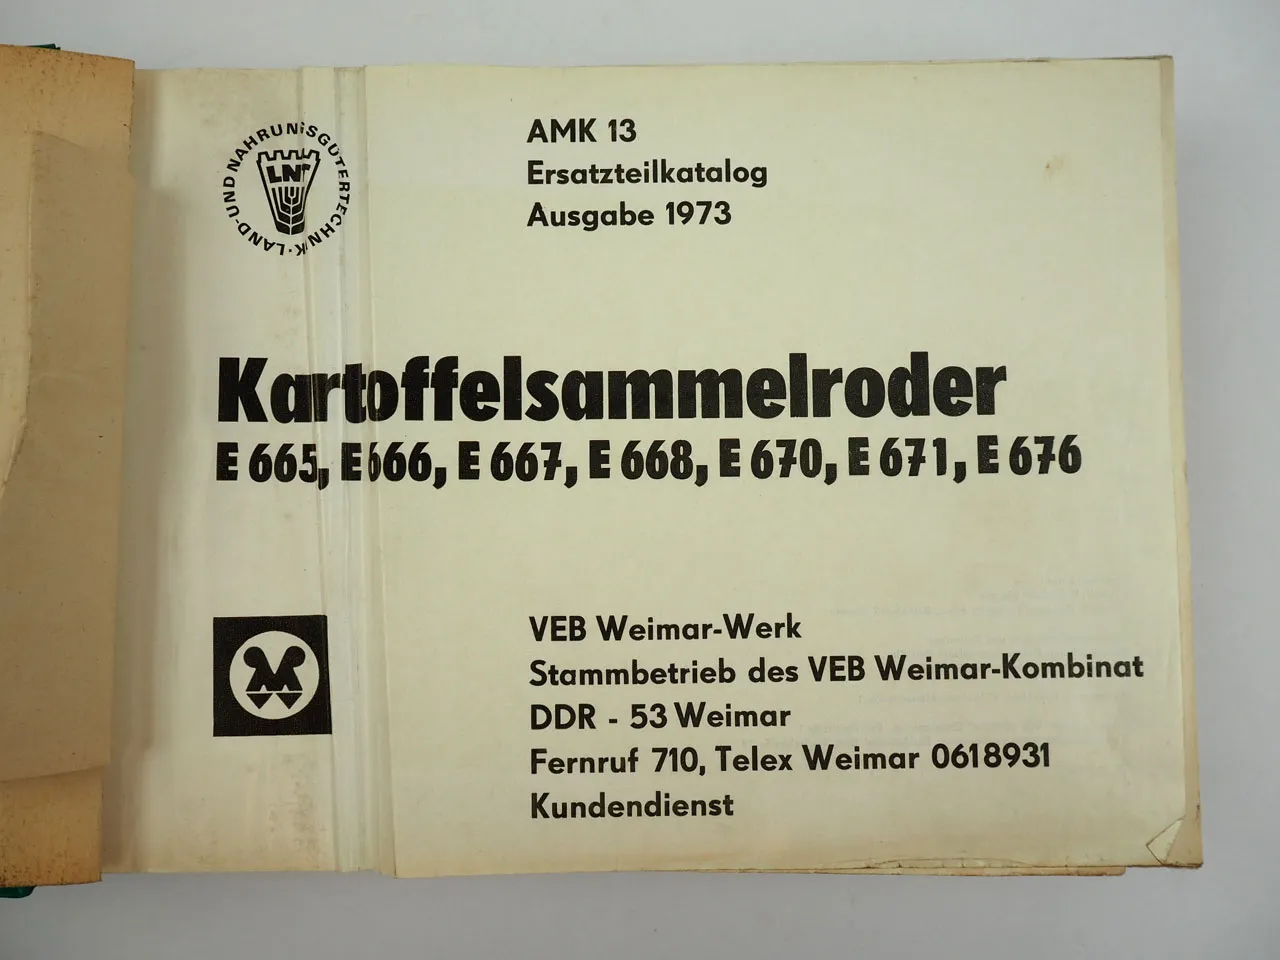 LAND- UND NAHRUNGSGÜTERTECHNIK ·
LNT
AMK 13
Ersatzteilkatalog
Ausgabe 1973
Kartoffelsammelroder
E 665, E 666, E 667, E 668, E 670, E 671, E 676
VEB Weimar-Werk
Stammbetrieb des VEB Weimar-Kombinat
DDR - 53 Weimar
Fernruf 710, Telex Weimar 0618931
Kundendienst